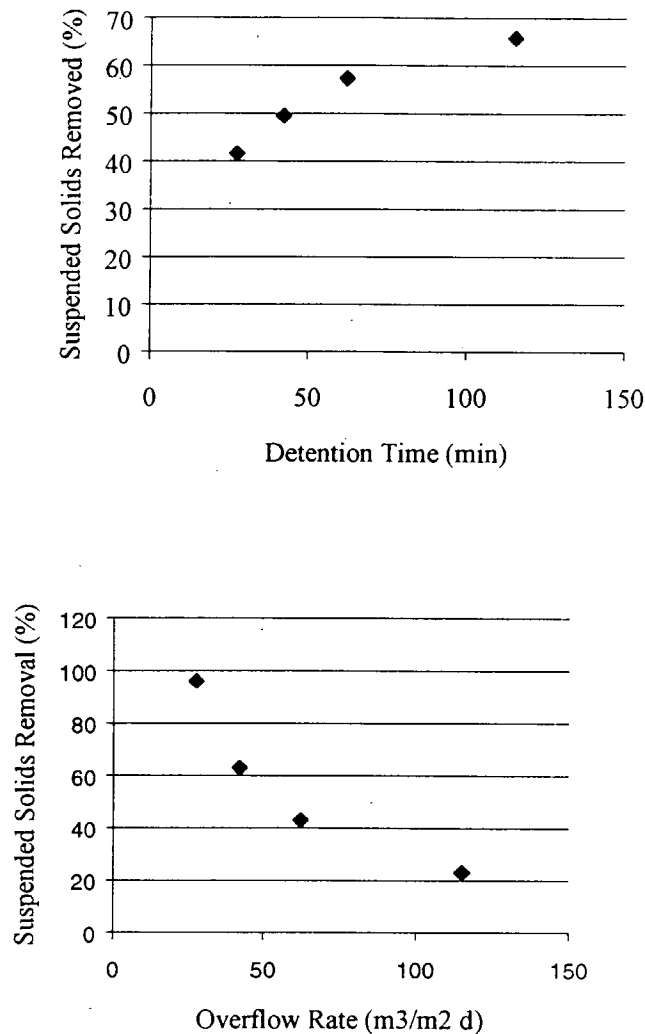 Suspended Solids Removed (%)
70
60
50
40
30
20
10
0
0 50 100 150
Detention Time (min)
Suspended Solids Removal (%)
120
100
80
60
40
20
0
0 50 100 150
Overflow Rate (m3/m2 d)